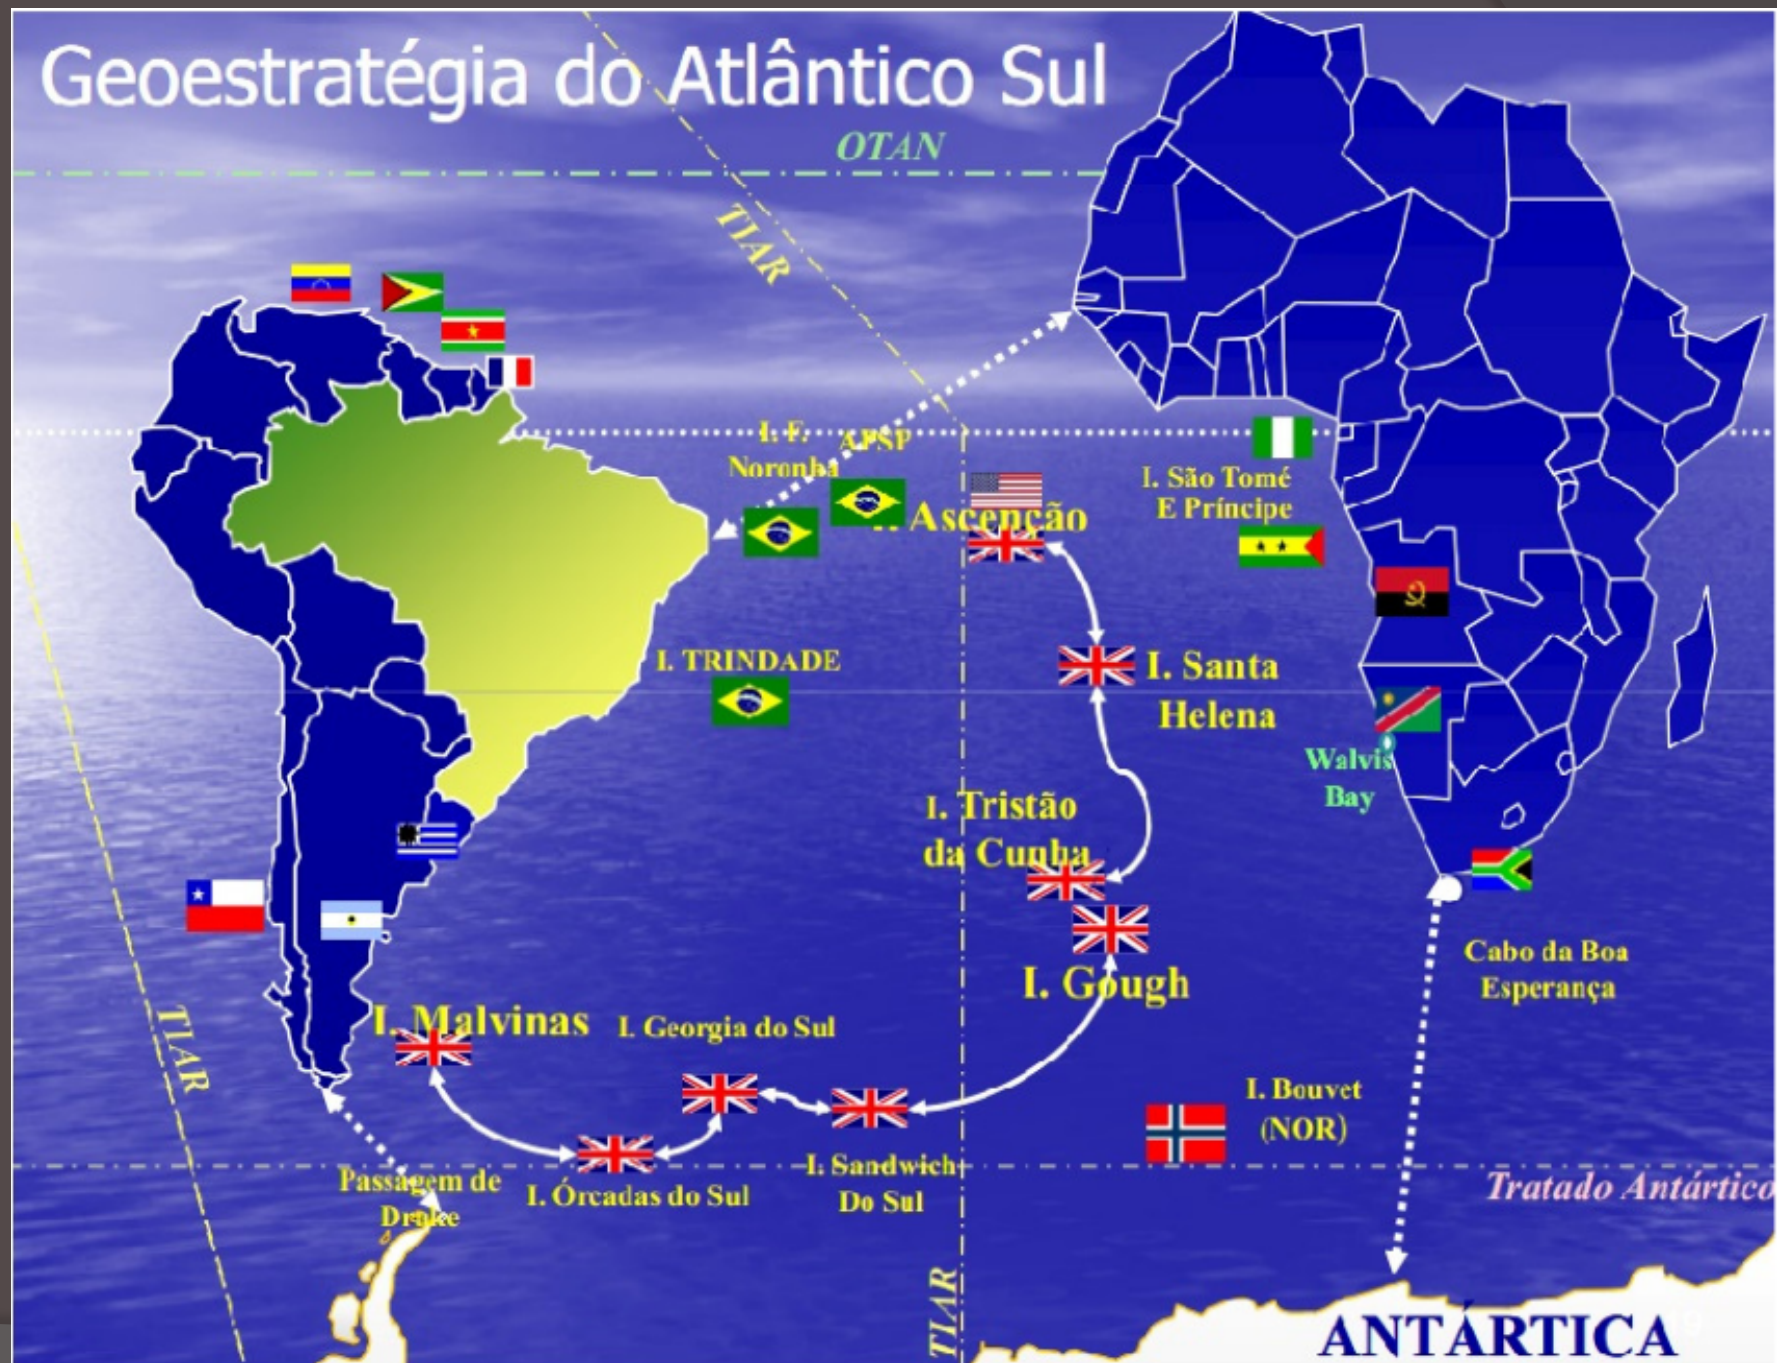 Geoestratégia do Atlântico Sul
OTAN
TIAR
I. F.
Noronha
APSP
I. Ascenção
I. São Tomé
E Príncipe
I. TRINDADE
I. Santa
Helena
Walvis
Bay
I. Tristão
da Cunha
I. Gough
Cabo da Boa
Esperança
I. Malvinas
I. Georgia do Sul
TIAR
I. Bouvet
(NOR)
Passagem de
Drake
I. Órcadas do Sul
I. Sandwich
Do Sul
Tratado Antártico
TIAR
ANTÁRTICA